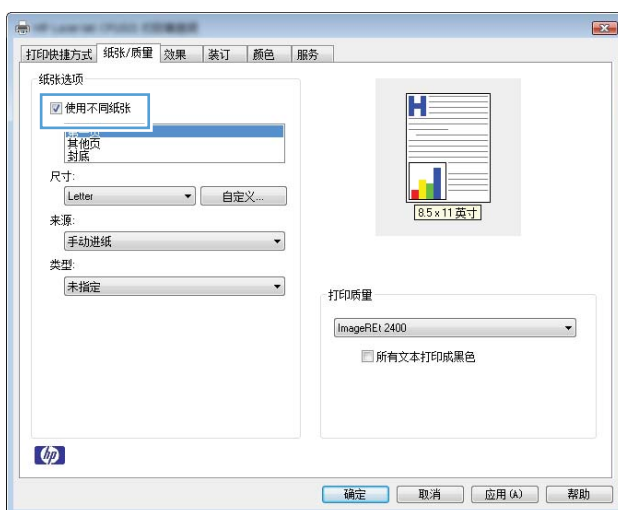 打印快捷方式 纸张/质量 效果 装订 颜色 服务
纸张选项
使用不同纸张
其他页
封底
尺寸:
Letter 自定义...
来源:
手动进纸
类型:
未指定
H
8.5 x 11 英寸
打印质量
ImageREt 2400
所有文本打印成黑色
hp
确定 取消 应用(A) 帮助